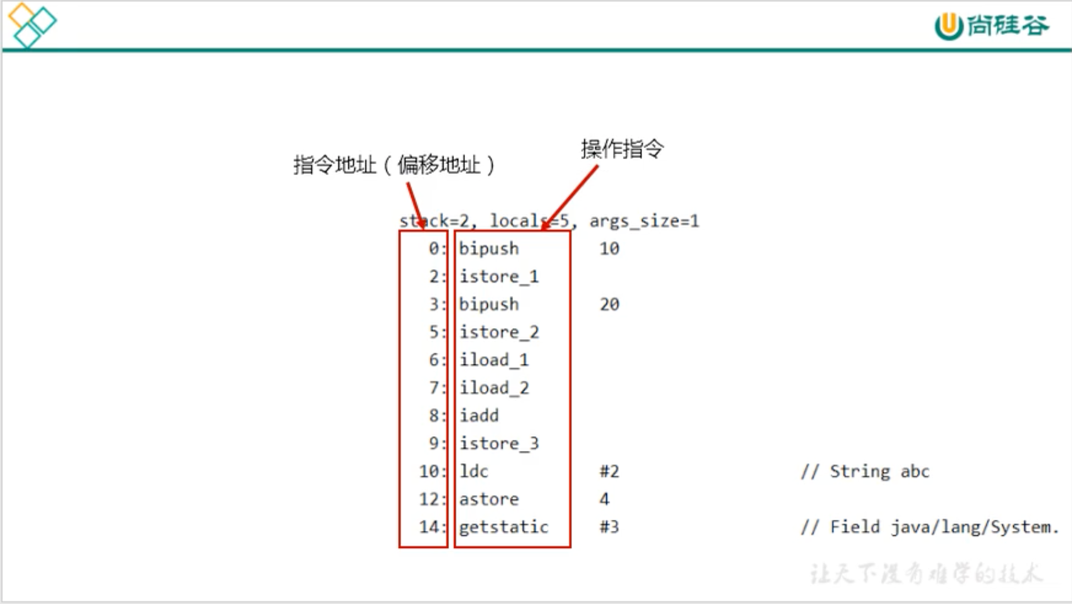 尚硅谷
操作指令
指令地址（偏移地址）
stack=2, locals=5, args_size=1
0: bipush 10
2: istore_1
3: bipush 20
5: istore_2
6: iload_1
7: iload_2
8: iadd
9: istore_3
10: ldc #2 // String abc
12: astore 4
14: getstatic #3 // Field java/lang/System.
让天下没有难学的技术